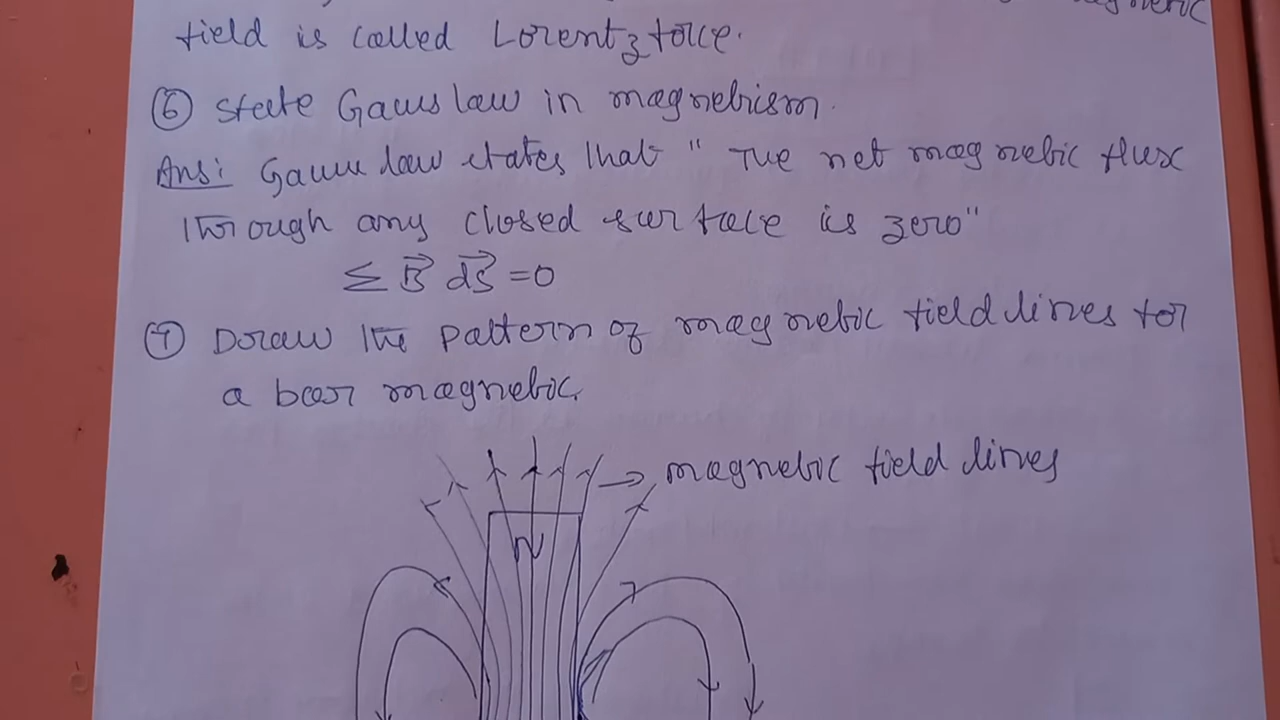 magnetic
field is called Lorentz force.
⑥ State Gauss law in magnetism.
Ans: Gauss law states that " The net magnetic flux
through any closed surface is zero"
Σ B⃗ dS⃗ = 0
⑦ Draw the pattern of magnetic field lines for
a bar magnetic.
→ magnetic field lines
N